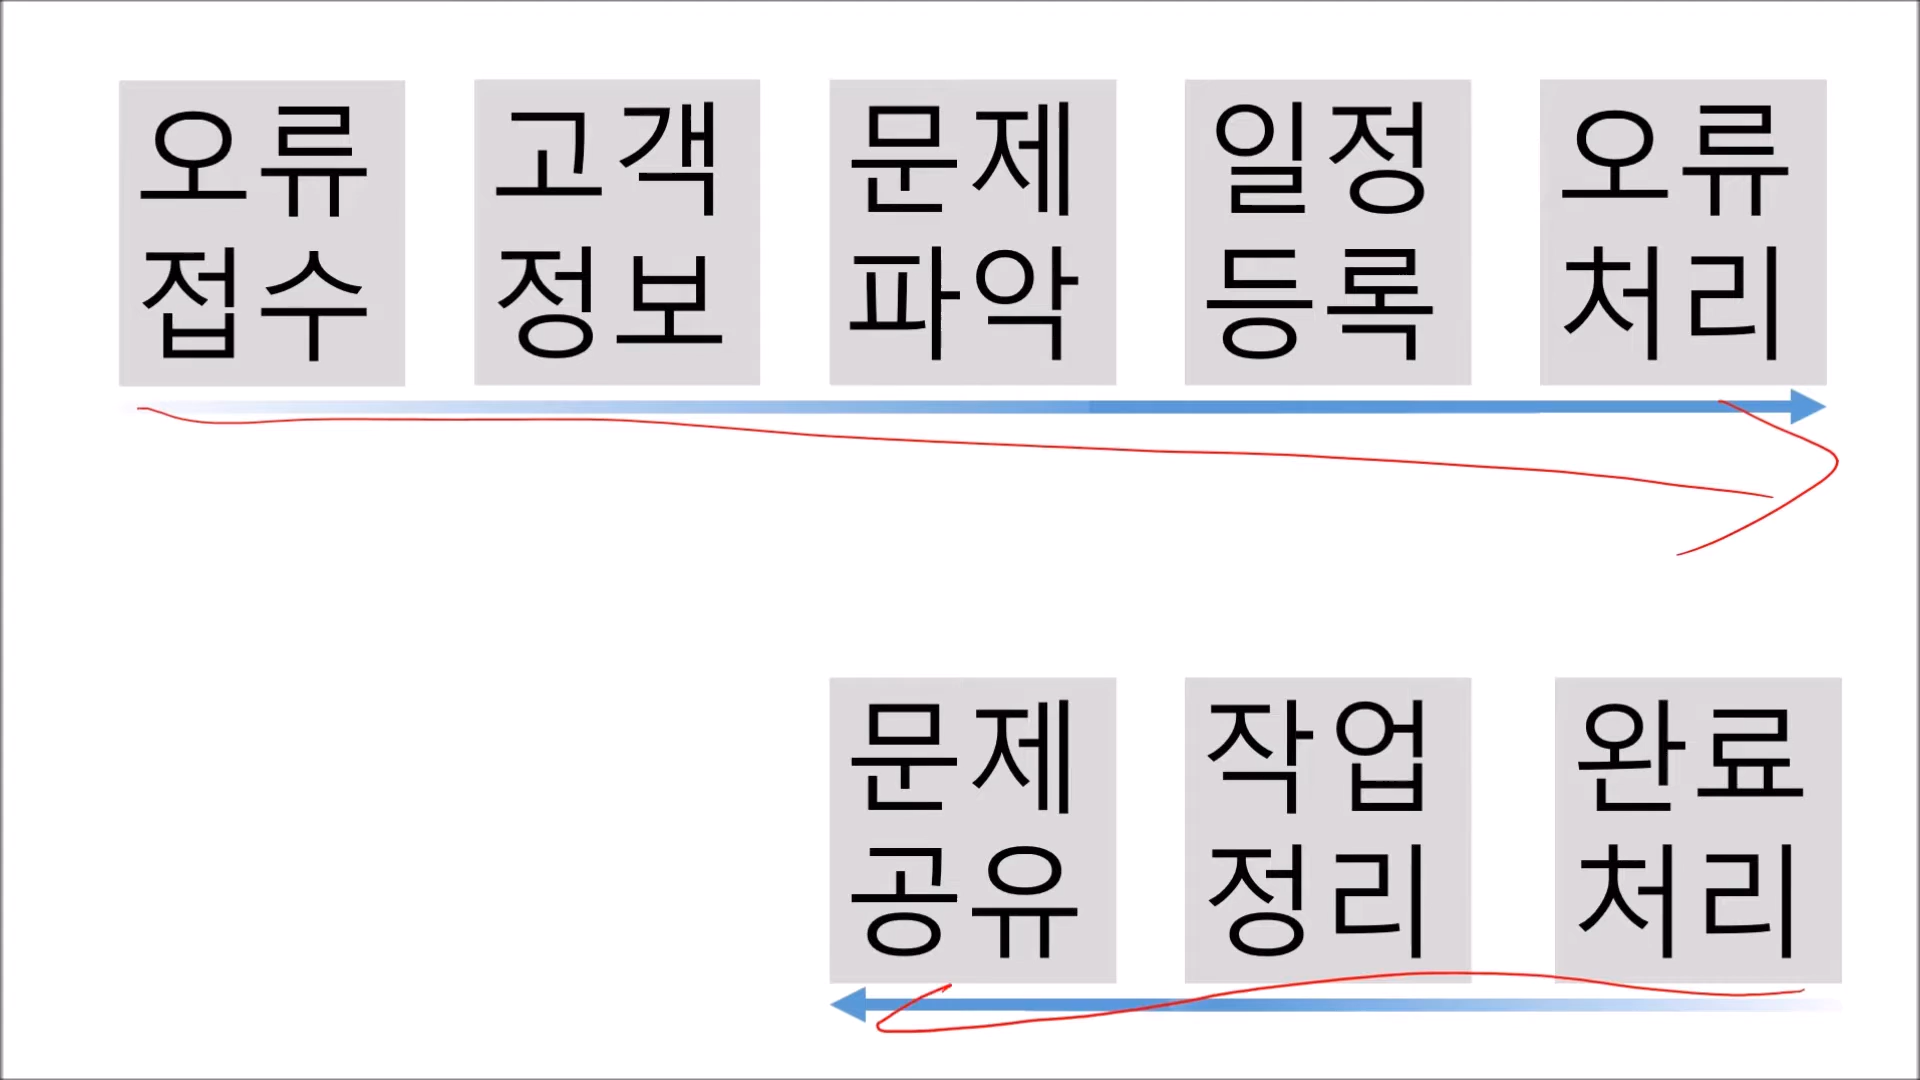 오류
접수
고객
정보
문제
파악
일정
등록
오류
처리
문제
공유
작업
정리
완료
처리